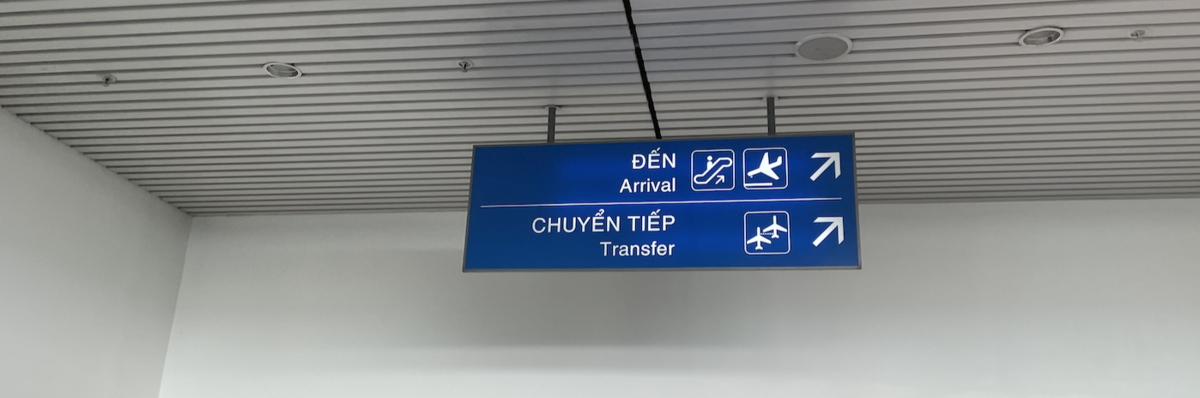 ĐẾN
Arrival
CHUYỂN TIẾP
Transfer